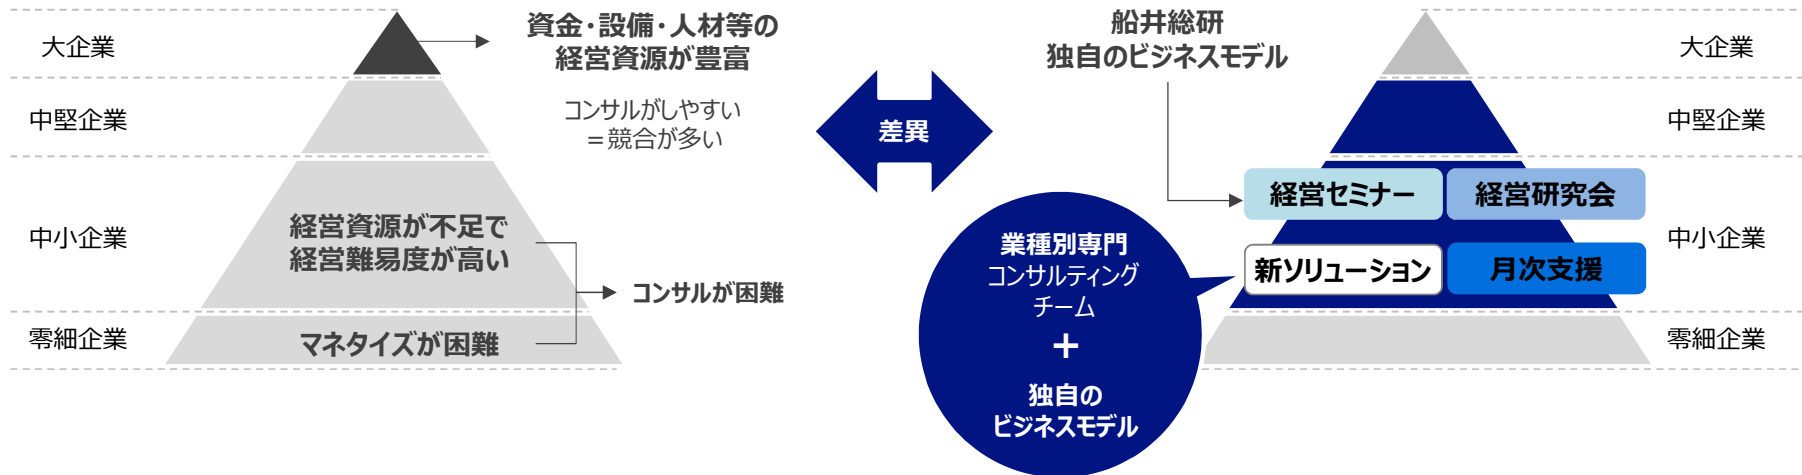 大企業
中堅企業
中小企業
零細企業
資金・設備・人材等の
経営資源が豊富
コンサルがしやすい
＝競合が多い
経営資源が不足で
経営難易度が高い
マネタイズが困難
コンサルが困難
差異
船井総研
独自のビジネスモデル
業種別専門
コンサルティング
チーム
＋
独自の
ビジネスモデル
経営セミナー
経営研究会
新ソリューション
月次支援
大企業
中堅企業
中小企業
零細企業